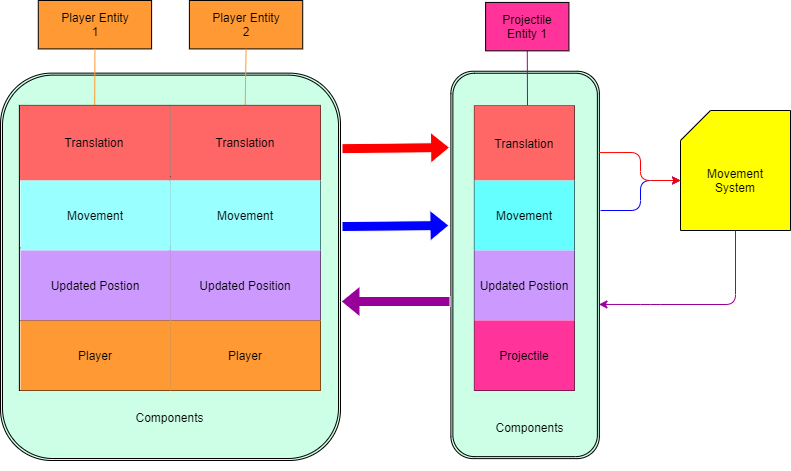 Player Entity
1
Player Entity
2
Projectile
Entity 1
Translation
Translation
Translation
Movement
System
Movement
Movement
Movement
Updated Postion
Updated Position
Updated Postion
Player
Player
Projectile
Components
Components